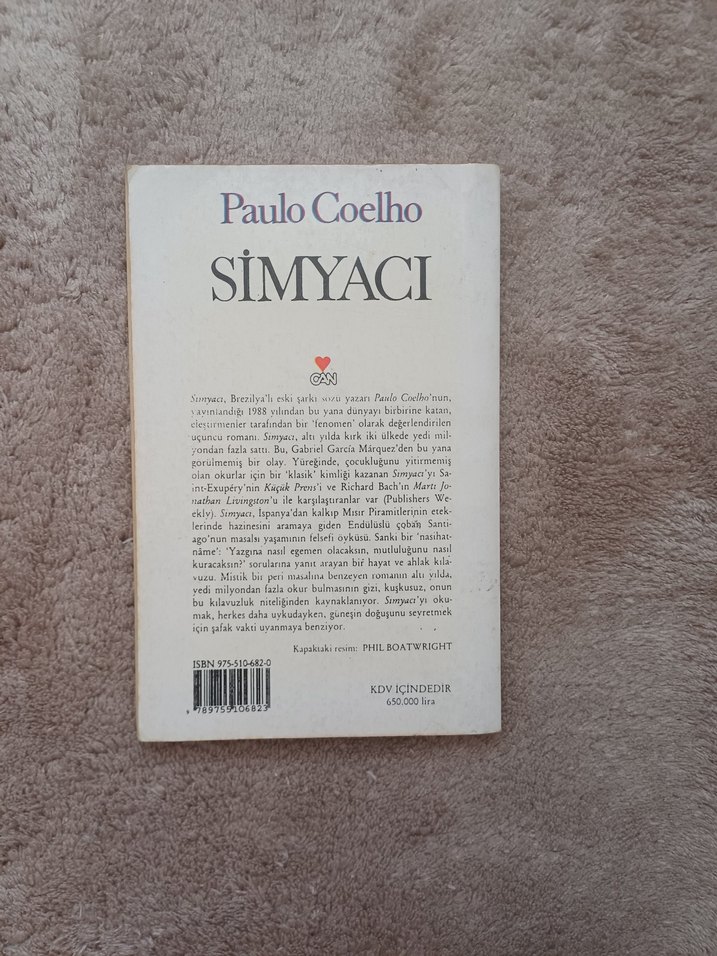 Paulo Coelho
SİMYACI
CAN
Simyacı, Brezilya'lı eski şarkı sözü yazarı Paulo Coelho'nun,
yayınlandığı 1988 yılından bu yana dünyayı birbirine katan,
eleştirmenler tarafından bir 'fenomen' olarak değerlendirilen
üçüncü romanı. Simyacı, altı yılda kırk iki ülkede yedi mil-
yondan fazla sattı. Bu, Gabriel García Márquez'den bu yana
görülmemiş bir olay. Yüreğinde, çocukluğunu yitirmemiş
olan okurlar için bir 'klasik' kimliği kazanan Simyacı'yı Sa-
int-Exupéry'nin Küçük Prens'i ve Richard Bach'ın Martı Jo-
nathan Livingston'u ile karşılaştıranlar var (Publishers We-
ekly). Simyacı, İspanya'dan kalkıp Mısır Piramitlerinin etek-
lerinde hazinesini aramaya giden Endülüslü çoban Santi-
ago'nun masalsı yaşamının felsefi öyküsü. Sanki bir 'nasihat-
nâme': 'Yazgına nasıl egemen olacaksın, mutluluğunu nasıl
kuracaksın?' sorularına yanıt arayan bir hayat ve ahlak kıla-
vuzu. Mistik bir peri masalına benzeyen romanın altı yılda,
yedi milyondan fazla okur bulmasının gizi, kuşkusuz, onun
bu kılavuzluk niteliğinden kaynaklanıyor. Simyacı'yı oku-
mak, herkes daha uykudayken, güneşin doğuşunu seyretmek
için şafak vakti uyanmaya benziyor.
Kapaktaki resim: PHIL BOATWRIGHT
ISBN 975-510-682-0
9789755106823
KDV İÇİNDEDİR
650.000 lira